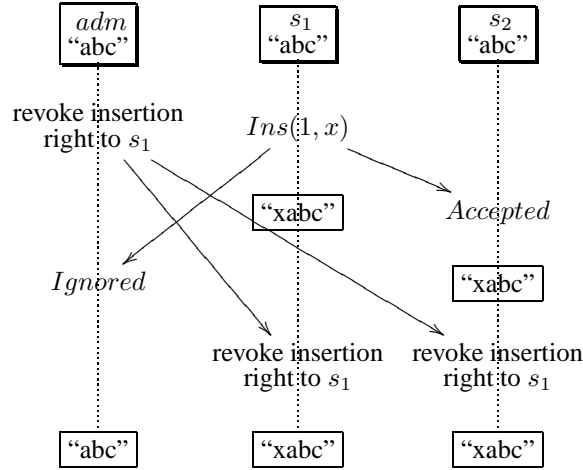 adm
"abc"
s1
"abc"
s2
"abc"
revoke insertion
right to s1
Ins(1, x)
"xabc"
Accepted
Ignored
"xabc"
revoke insertion
right to s1
revoke insertion
right to s1
"abc"
"xabc"
"xabc"